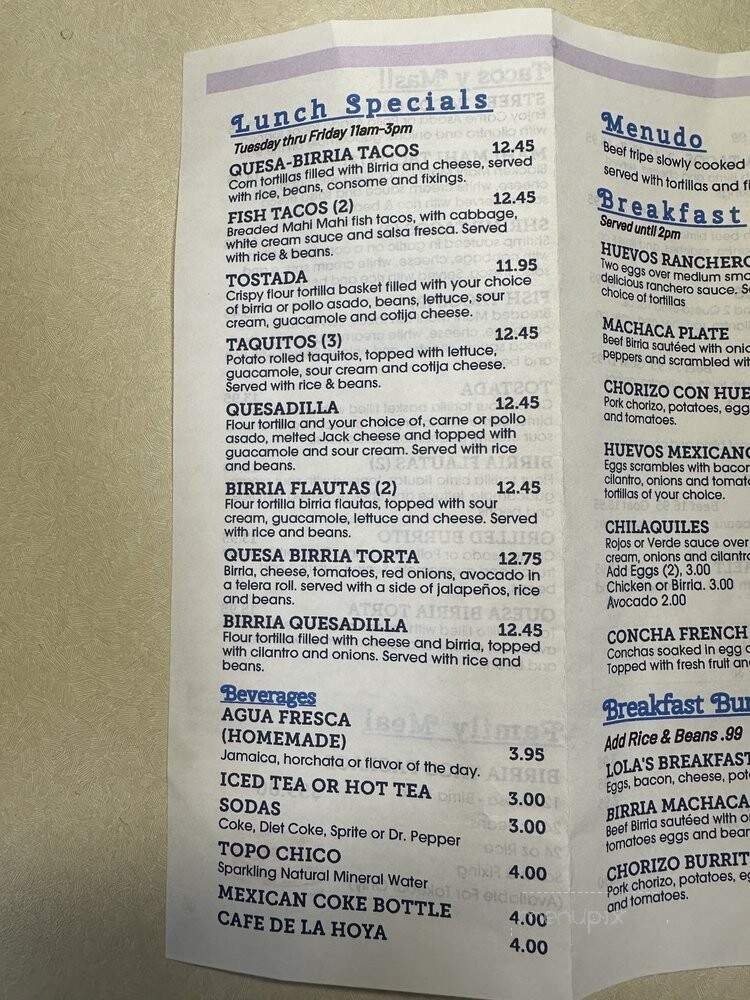 Lunch Specials
Tuesday thru Friday 11am-3pm
QUESA-BIRRIA TACOS 12.45
Corn tortillas filled with Birria and cheese, served
with rice, beans, consome and fixings.
FISH TACOS (2) 12.45
Breaded Mahi Mahi fish tacos, with cabbage,
white cream sauce and salsa fresca. Served
with rice & beans.
TOSTADA 11.95
Crispy flour tortilla basket filled with your choice
of birria or pollo asado, beans, lettuce, sour
cream, guacamole and cotija cheese.
TAQUITOS (3) 12.45
Potato rolled taquitos, topped with lettuce,
guacamole, sour cream and cotija cheese.
Served with rice & beans.
QUESADILLA 12.45
Flour tortilla and your choice of, carne or pollo
asado, melted Jack cheese and topped with
guacamole and sour cream. Served with rice
and beans.
BIRRIA FLAUTAS (2) 12.45
Flour tortilla birria flautas, topped with sour
cream, guacamole, lettuce and cheese. Served
with rice and beans.
QUESA BIRRIA TORTA 12.75
Birria, cheese, tomatoes, red onions, avocado in
a telera roll. served with a side of jalapeños, rice
and beans.
BIRRIA QUESADILLA 12.45
Flour tortilla filled with cheese and birria, topped
with cilantro and onions. Served with rice and
beans.
Beverages
AGUA FRESCA
(HOMEMADE) 3.95
Jamaica, horchata or flavor of the day.
ICED TEA OR HOT TEA 3.00
SODAS 3.00
Coke, Diet Coke, Sprite or Dr. Pepper
TOPO CHICO 4.00
Sparkling Natural Mineral Water
MEXICAN COKE BOTTLE 4.00
CAFE DE LA HOYA 4.00
Menudo
Beef tripe slowly cooked
served with tortillas and
Breakfast
Served until 2pm
HUEVOS RANCHERO
Two eggs over medium
delicious ranchero sauce.
choice of tortillas
MACHACA PLATE
Beef Birria sautéed with
peppers and scrambled
CHORIZO CON
Pork chorizo, potatoes,
and tomatoes.
HUEVOS
Eggs scrambles with
cilantro, onions and
tortillas of your choice.
CHILAQUILES
Rojos or Verde sauce over
cream, onions and
Add Eggs (2), 3.00
Chicken or Birria. 3.00
Avocado 2.00
CONCHA FRENCH
Conchas soaked in egg
Topped with fresh fruit
Breakfast
Add Rice & Beans .99
LOLA'S BREAKFAST
Eggs, bacon, cheese,
BIRRIA MACHACA
Beef Birria sautéed with
tomatoes eggs and
CHORIZO
Pork chorizo, potatoes,
and tomatoes.